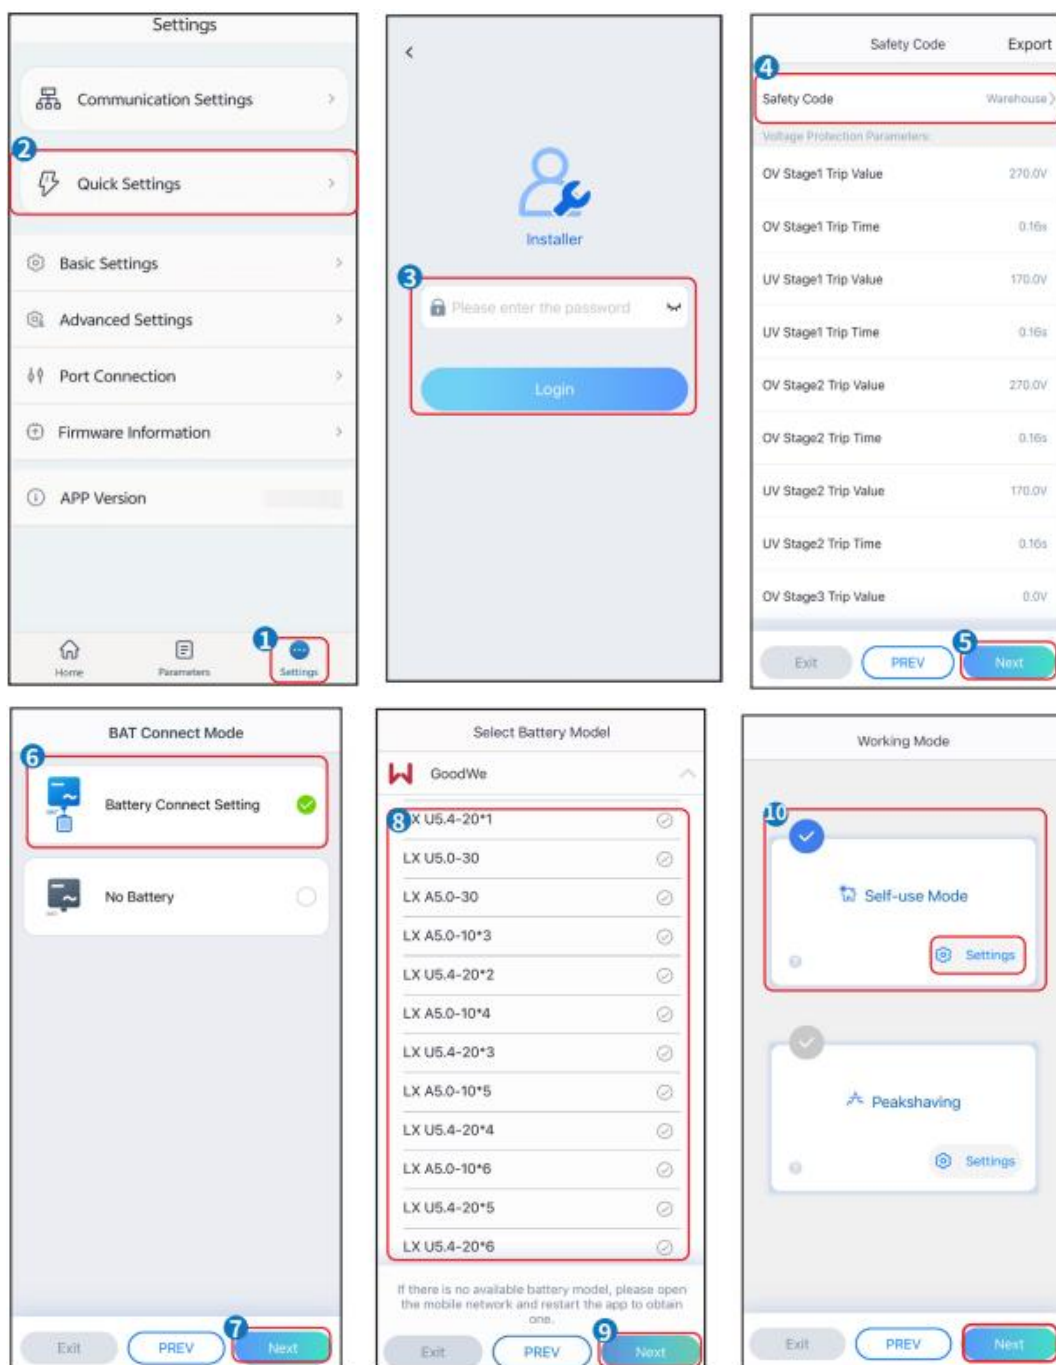 Settings
Communication Settings
2
Quick Settings
Basic Settings
Advanced Settings
Port Connection
Firmware Information
APP Version
1
Home
Parameters
Settings
Installer
3
Please enter the password
Login
Safety Code
Export
4
Safety Code
Warehouse
Voltage Protection Parameters:
OV Stage1 Trip Value
270.0V
OV Stage1 Trip Time
0.16s
UV Stage1 Trip Value
170.0V
UV Stage1 Trip Time
0.16s
OV Stage2 Trip Value
270.0V
OV Stage2 Trip Time
0.16s
UV Stage2 Trip Value
170.0V
UV Stage2 Trip Time
0.16s
OV Stage3 Trip Value
0.0V
5
Exit
PREV
Next
BAT Connect Mode
6
Battery Connect Setting
No Battery
7
Exit
PREV
Next
Select Battery Model
GoodWe
8
X U5.4-20*1
LX U5.0-30
LX A5.0-30
LX A5.0-10*3
LX U5.4-20*2
LX A5.0-10*4
LX U5.4-20*3
LX A5.0-10*5
LX U5.4-20*4
LX A5.0-10*6
LX U5.4-20*5
LX U5.4-20*6
If there is no available battery model, please open
the mobile network and restart the app to obtain
one.
9
Exit
PREV
Next
Working Mode
10
Self-use Mode
Settings
Peakshaving
Settings
Exit
PREV
Next